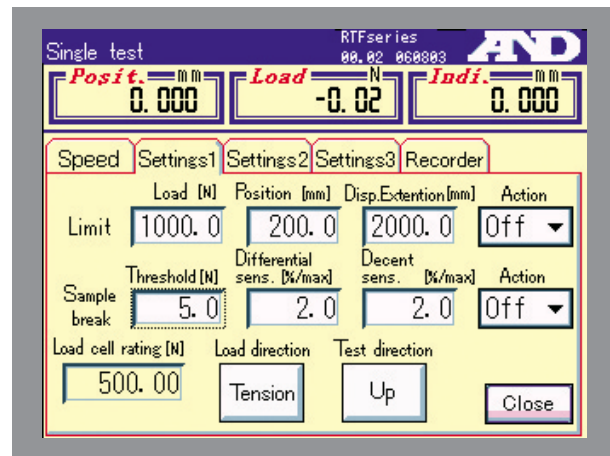 Single test
RTFseries
00.02 060803
AND
Posit. mm
0.000
Load N
-0.02
Indi. mm
0.000
Speed Settings1 Settings2 Settings3 Recorder
Load [N] Position [mm] Disp.Extention[mm] Action
Limit 1000.0 200.0 2000.0 Off
Threshold[N] Differential sens. [%/max] Decent sens. [%/max] Action
Sample break 5.0 2.0 2.0 Off
Load cell rating[N] Load direction Test direction
500.00 Tension Up Close